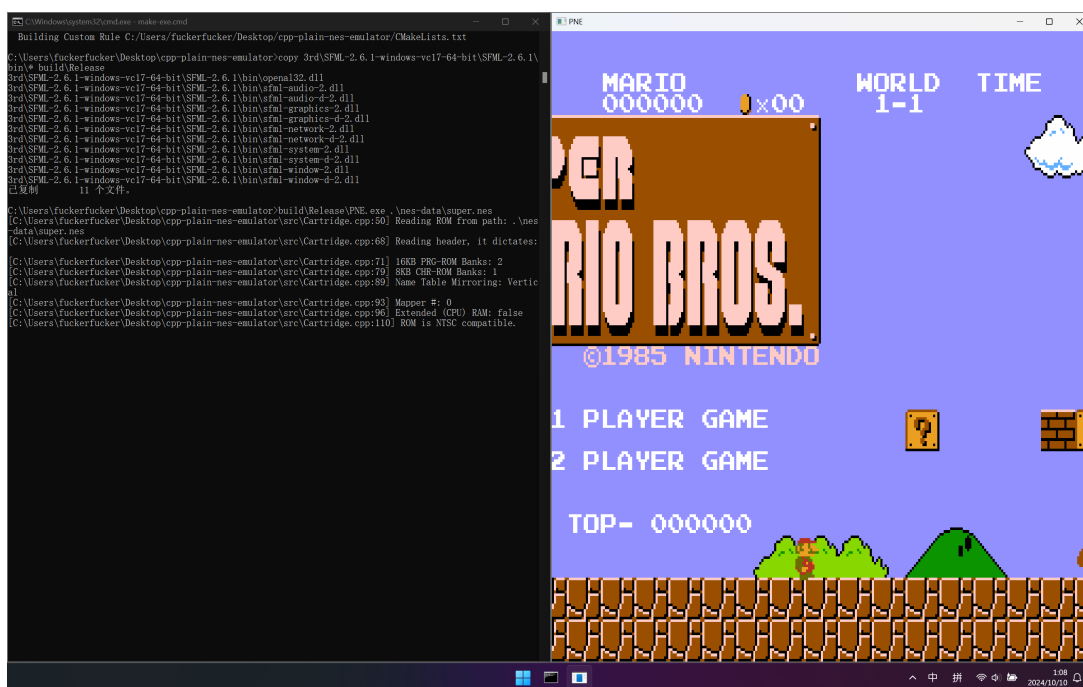 C:\Windows\system32\cmd.exe - make-exe.cmd
Building Custom Rule C:/Users/fuckerfucker/Desktop/cpp-plain-nes-emulator/CMakeLists.txt
C:\Users\fuckerfucker\Desktop\cpp-plain-nes-emulator>copy 3rd\SFML-2.6.1-windows-vc17-64-bit\SFML-2.6.1\
bin\* build\Release
3rd\SFML-2.6.1-windows-vc17-64-bit\SFML-2.6.1\bin\openal32.dll
3rd\SFML-2.6.1-windows-vc17-64-bit\SFML-2.6.1\bin\sfml-audio-2.dll
3rd\SFML-2.6.1-windows-vc17-64-bit\SFML-2.6.1\bin\sfml-audio-d-2.dll
3rd\SFML-2.6.1-windows-vc17-64-bit\SFML-2.6.1\bin\sfml-graphics-2.dll
3rd\SFML-2.6.1-windows-vc17-64-bit\SFML-2.6.1\bin\sfml-graphics-d-2.dll
3rd\SFML-2.6.1-windows-vc17-64-bit\SFML-2.6.1\bin\sfml-network-2.dll
3rd\SFML-2.6.1-windows-vc17-64-bit\SFML-2.6.1\bin\sfml-network-d-2.dll
3rd\SFML-2.6.1-windows-vc17-64-bit\SFML-2.6.1\bin\sfml-system-2.dll
3rd\SFML-2.6.1-windows-vc17-64-bit\SFML-2.6.1\bin\sfml-system-d-2.dll
3rd\SFML-2.6.1-windows-vc17-64-bit\SFML-2.6.1\bin\sfml-window-2.dll
3rd\SFML-2.6.1-windows-vc17-64-bit\SFML-2.6.1\bin\sfml-window-d-2.dll
已复制 11 个文件。
C:\Users\fuckerfucker\Desktop\cpp-plain-nes-emulator>build\Release\PNE.exe .\nes-data\super.nes
[C:\Users\fuckerfucker\Desktop\cpp-plain-nes-emulator\src\Cartridge.cpp:50] Reading ROM from path: .\nes
-data\super.nes
[C:\Users\fuckerfucker\Desktop\cpp-plain-nes-emulator\src\Cartridge.cpp:68] Reading header, it dictates:
[C:\Users\fuckerfucker\Desktop\cpp-plain-nes-emulator\src\Cartridge.cpp:71] 16KB PRG-ROM Banks: 2
[C:\Users\fuckerfucker\Desktop\cpp-plain-nes-emulator\src\Cartridge.cpp:79] 8KB CHR-ROM Banks: 1
[C:\Users\fuckerfucker\Desktop\cpp-plain-nes-emulator\src\Cartridge.cpp:89] Name Table Mirroring: Vertic
al
[C:\Users\fuckerfucker\Desktop\cpp-plain-nes-emulator\src\Cartridge.cpp:93] Mapper #: 0
[C:\Users\fuckerfucker\Desktop\cpp-plain-nes-emulator\src\Cartridge.cpp:96] Extended (CPU) RAM: false
[C:\Users\fuckerfucker\Desktop\cpp-plain-nes-emulator\src\Cartridge.cpp:110] ROM is NTSC compatible.
PNE
MARIO WORLD TIME
000000 x00 1-1
PER
RIO BROS.
©1985 NINTENDO
1 PLAYER GAME
2 PLAYER GAME
TOP- 000000
中 拼 1:08
2024/10/10